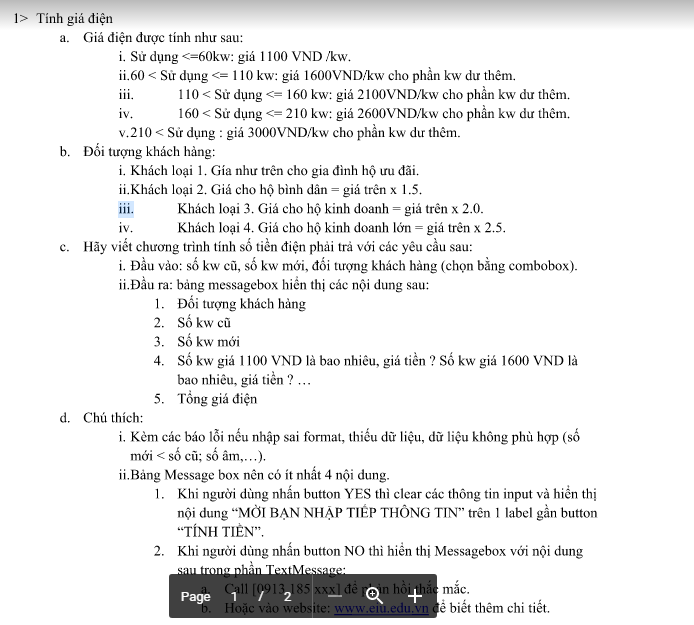 1> Tính giá điện
a. Giá điện được tính như sau:
i. Sử dụng <=60kw: giá 1100 VND /kw.
ii.60 < Sử dụng <= 110 kw: giá 1600VND/kw cho phần kw dư thêm.
iii. 110 < Sử dụng <= 160 kw: giá 2100VND/kw cho phần kw dư thêm.
iv. 160 < Sử dụng <= 210 kw: giá 2600VND/kw cho phần kw dư thêm.
v.210 < Sử dụng : giá 3000VND/kw cho phần kw dư thêm.
b. Đối tượng khách hàng:
i. Khách loại 1. Gía như trên cho gia đình hộ ưu đãi.
ii.Khách loại 2. Giá cho hộ bình dân = giá trên x 1.5.
iii. Khách loại 3. Giá cho hộ kinh doanh = giá trên x 2.0.
iv. Khách loại 4. Giá cho hộ kinh doanh lớn = giá trên x 2.5.
c. Hãy viết chương trình tính số tiền điện phải trả với các yêu cầu sau:
i. Đầu vào: số kw cũ, số kw mới, đối tượng khách hàng (chọn bằng combobox).
ii.Đầu ra: bảng messagebox hiển thị các nội dung sau:
1. Đối tượng khách hàng
2. Số kw cũ
3. Số kw mới
4. Số kw giá 1100 VND là bao nhiêu, giá tiền ? Số kw giá 1600 VND là
bao nhiêu, giá tiền ? …
5. Tổng giá điện
d. Chú thích:
i. Kèm các báo lỗi nếu nhập sai format, thiếu dữ liệu, dữ liệu không phù hợp (số
mới < số cũ; số âm,…).
ii.Bảng Message box nên có ít nhất 4 nội dung.
1. Khi người dùng nhấn button YES thì clear các thông tin input và hiển thị
nội dung “MỜI BẠN NHẬP TIẾP THÔNG TIN” trên 1 label gần button
“TÍNH TIỀN”.
2. Khi người dùng nhấn button NO thì hiển thị Messagebox với nội dung
sau trong phần TextMessage:
a. Call [0913 185 xxx] để phản hồi thắc mắc.
b. Hoặc vào website: www.eiu.edu.vn để biết thêm chi tiết.
Page 1 / 2